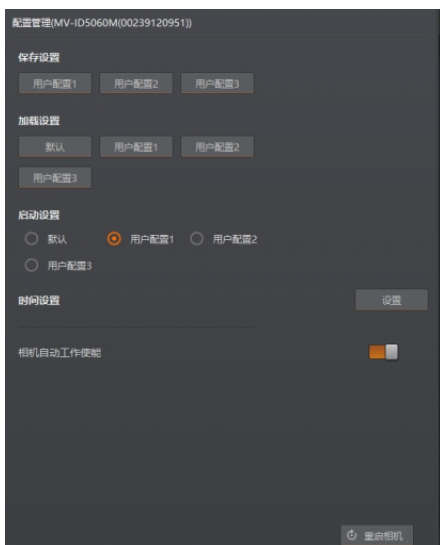 配置管理(MV-ID5060M(00239120951))
保存设置
用户配置1 用户配置2 用户配置3
加载设置
默认 用户配置1 用户配置2
用户配置3
启动设置
默认 用户配置1 用户配置2
用户配置3
时间设置 设置
相机自动工作使能
重启相机